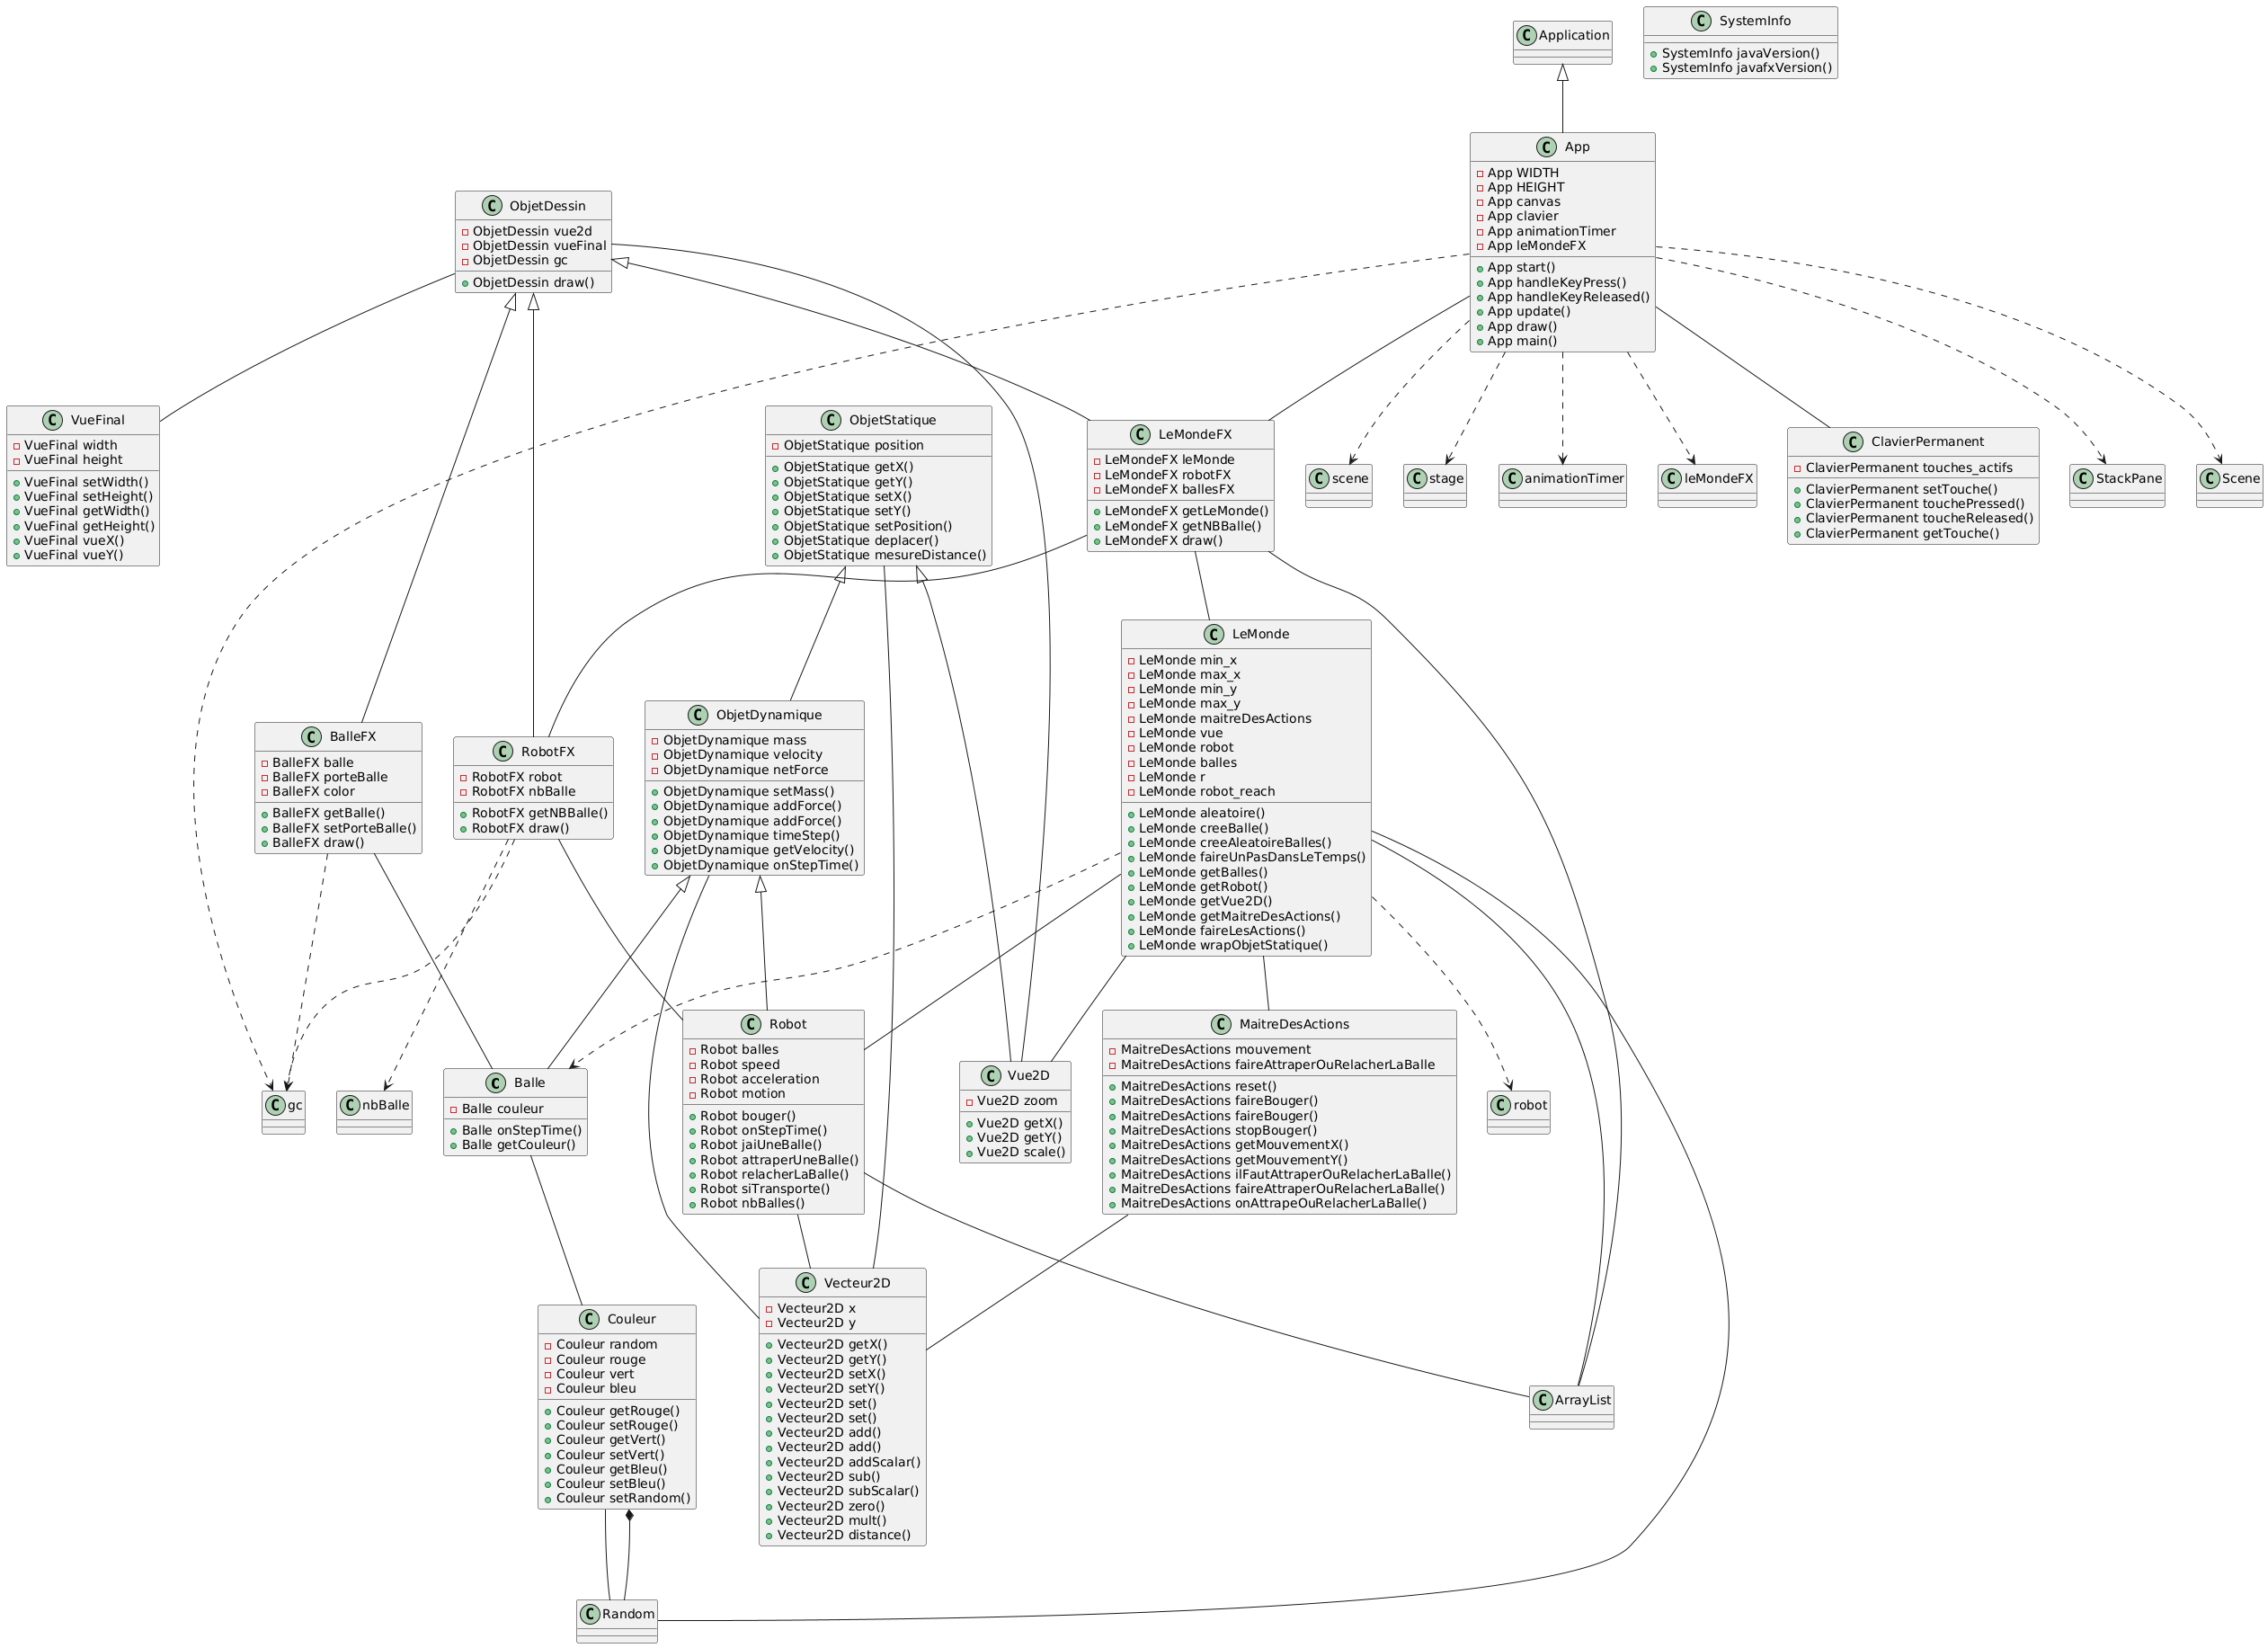 Application
SystemInfo
SystemInfo javaVersion()
SystemInfo javafxVersion()
App
App WIDTH
App HEIGHT
App canvas
App clavier
App animationTimer
App leMondeFX
App start()
App handleKeyPress()
App handleKeyReleased()
App update()
App draw()
App main()
ObjetDessin
ObjetDessin vue2d
ObjetDessin vueFinal
ObjetDessin gc
ObjetDessin draw()
VueFinal
VueFinal width
VueFinal height
VueFinal setWidth()
VueFinal setHeight()
VueFinal getWidth()
VueFinal getHeight()
VueFinal vueX()
VueFinal vueY()
ObjetStatique
ObjetStatique position
ObjetStatique getX()
ObjetStatique getY()
ObjetStatique setX()
ObjetStatique setY()
ObjetStatique setPosition()
ObjetStatique deplacer()
ObjetStatique mesureDistance()
LeMondeFX
LeMondeFX leMonde
LeMondeFX robotFX
LeMondeFX ballesFX
LeMondeFX getLeMonde()
LeMondeFX getNBBalle()
LeMondeFX draw()
scene
stage
animationTimer
leMondeFX
ClavierPermanent
ClavierPermanent touches_actifs
ClavierPermanent setTouche()
ClavierPermanent touchePressed()
ClavierPermanent toucheReleased()
ClavierPermanent getTouche()
StackPane
Scene
LeMonde
LeMonde min_x
LeMonde max_x
LeMonde min_y
LeMonde max_y
LeMonde maitreDesActions
LeMonde vue
LeMonde robot
LeMonde balles
LeMonde r
LeMonde robot_reach
LeMonde aleatoire()
LeMonde creeBalle()
LeMonde creeAleatoireBalles()
LeMonde faireUnPasDansLeTemps()
LeMonde getBalles()
LeMonde getRobot()
LeMonde getVue2D()
LeMonde getMaitreDesActions()
LeMonde faireLesActions()
LeMonde wrapObjetStatique()
BalleFX
BalleFX balle
BalleFX porteBalle
BalleFX color
BalleFX getBalle()
BalleFX setPorteBalle()
BalleFX draw()
RobotFX
RobotFX robot
RobotFX nbBalle
RobotFX getNBBalle()
RobotFX draw()
ObjetDynamique
ObjetDynamique mass
ObjetDynamique velocity
ObjetDynamique netForce
ObjetDynamique setMass()
ObjetDynamique addForce()
ObjetDynamique addForce()
ObjetDynamique timeStep()
ObjetDynamique getVelocity()
ObjetDynamique onStepTime()
gc
nbBalle
Balle
Balle couleur
Balle onStepTime()
Balle getCouleur()
Robot
Robot balles
Robot speed
Robot acceleration
Robot motion
Robot bouger()
Robot onStepTime()
Robot jaiUneBalle()
Robot attraperUneBalle()
Robot relacherLaBalle()
Robot siTransporte()
Robot nbBalles()
Vue2D
Vue2D zoom
Vue2D getX()
Vue2D getY()
Vue2D scale()
MaitreDesActions
MaitreDesActions mouvement
MaitreDesActions faireAttraperOuRelacherLaBalle
MaitreDesActions reset()
MaitreDesActions faireBouger()
MaitreDesActions faireBouger()
MaitreDesActions stopBouger()
MaitreDesActions getMouvementX()
MaitreDesActions getMouvementY()
MaitreDesActions ilFautAttraperOuRelacherLaBalle()
MaitreDesActions faireAttraperOuRelacherLaBalle()
MaitreDesActions onAttrapeOuRelacherLaBalle()
robot
Couleur
Couleur random
Couleur rouge
Couleur vert
Couleur bleu
Couleur getRouge()
Couleur setRouge()
Couleur getVert()
Couleur setVert()
Couleur getBleu()
Couleur setBleu()
Couleur setRandom()
Vecteur2D
Vecteur2D x
Vecteur2D y
Vecteur2D getX()
Vecteur2D getY()
Vecteur2D setX()
Vecteur2D setY()
Vecteur2D set()
Vecteur2D set()
Vecteur2D add()
Vecteur2D add()
Vecteur2D addScalar()
Vecteur2D sub()
Vecteur2D subScalar()
Vecteur2D zero()
Vecteur2D mult()
Vecteur2D distance()
ArrayList
Random